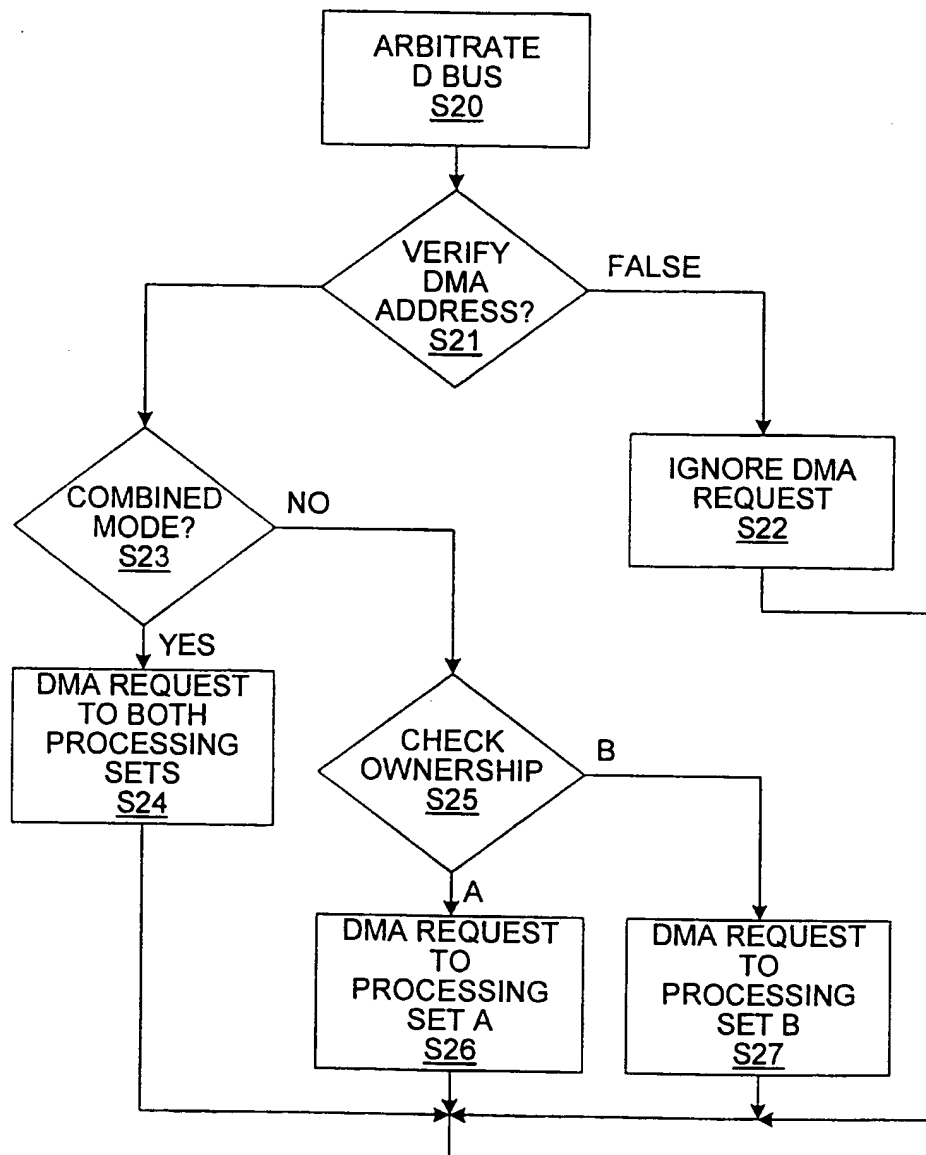 ARBITRATE
D BUS
S20
VERIFY
DMA
ADDRESS?
S21
FALSE
COMBINED
MODE?
S23
NO
IGNORE DMA
REQUEST
S22
YES
DMA REQUEST
TO BOTH
PROCESSING
SETS
S24
CHECK
OWNERSHIP
S25
B
A
DMA REQUEST
TO
PROCESSING
SET A
S26
DMA REQUEST
TO
PROCESSING
SET B
S27